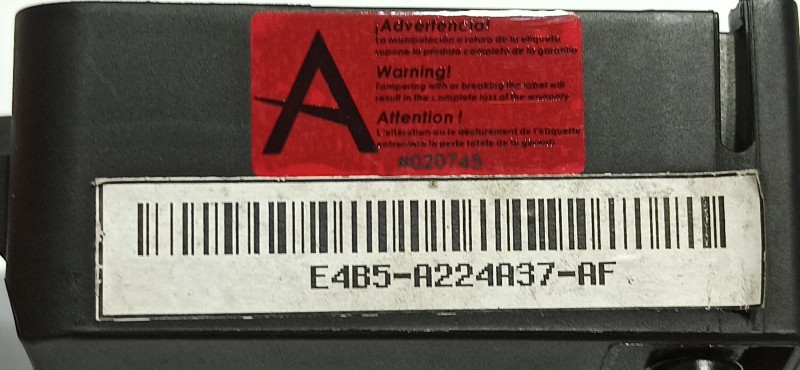 A
¡Advertencia!
La manipulación o rotura de la etiqueta
supone la pérdida completa de la garantía
Warning!
Tampering with or breaking the label will
result in the complete loss of the warranty
Attention !
L'altération ou le déchirement de l'étiquette
entraînera la perte totale de la garantie
#020745
E4B5-A224A37-AF